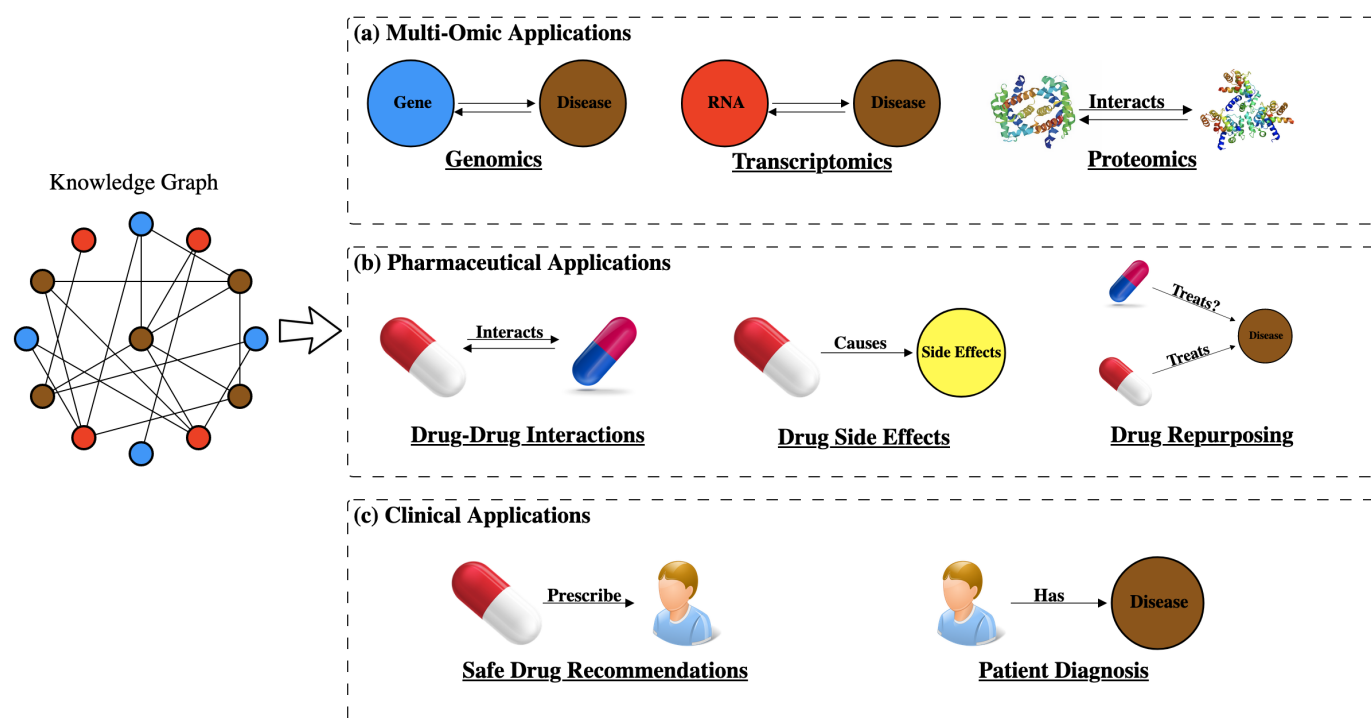 Knowledge Graph
(a) Multi-Omic Applications
Gene
Disease
Genomics
RNA
Disease
Transcriptomics
Interacts
Proteomics
(b) Pharmaceutical Applications
Interacts
Drug-Drug Interactions
Causes
Side Effects
Drug Side Effects
Treats?
Treats
Disease
Drug Repurposing
(c) Clinical Applications
Prescribe
Safe Drug Recommendations
Has
Disease
Patient Diagnosis